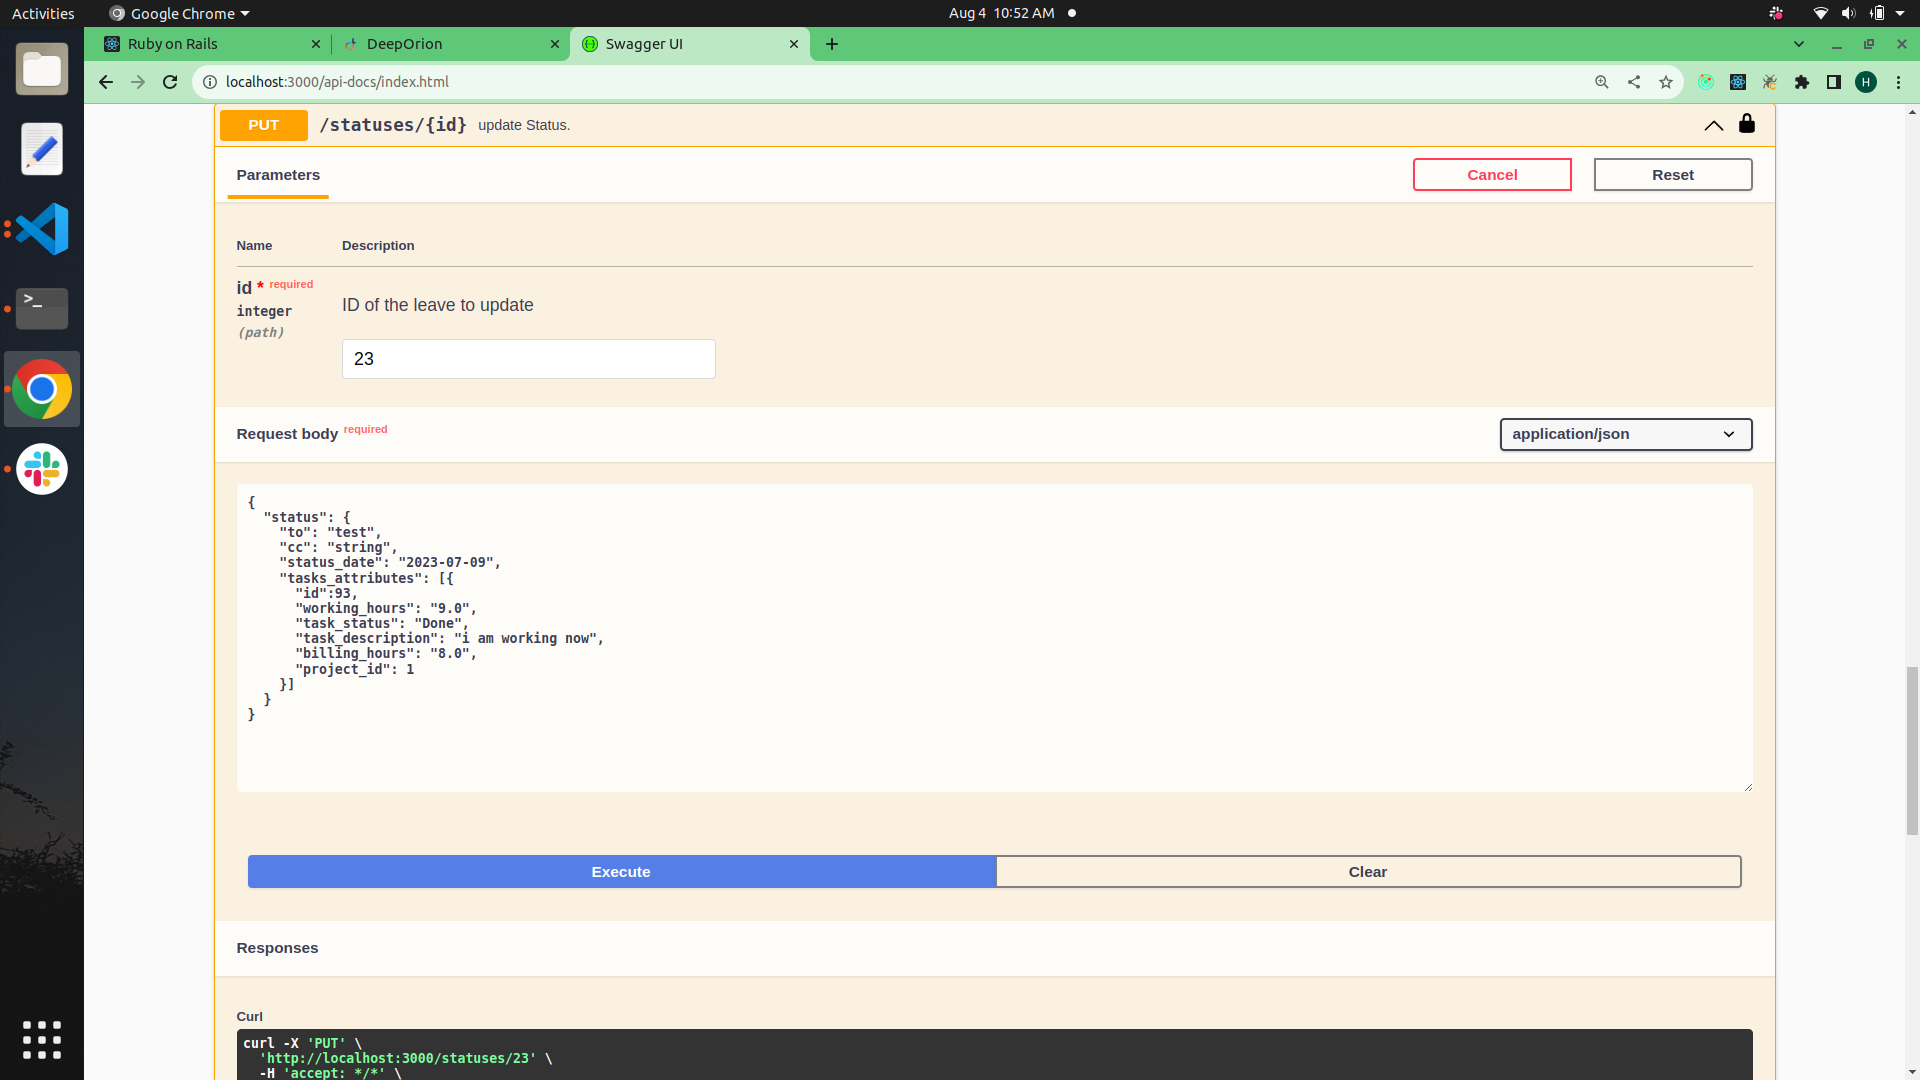 Activities
Google Chrome
Aug 4 10:52 AM
Ruby on Rails
DeepOrion
Swagger UI
localhost:3000/api-docs/index.html
H
PUT
/statuses/{id}
update Status.
Parameters
Cancel
Reset
Name
Description
id * required
integer
(path)
ID of the leave to update
23
Request body required
application/json
{
"status": {
"to": "test",
"cc": "string",
"status_date": "2023-07-09",
"tasks_attributes": [{
"id":93,
"working_hours": "9.0",
"task_status": "Done",
"task_description": "i am working now",
"billing_hours": "8.0",
"project_id": 1
}]
}
}
Execute
Clear
Responses
Curl
curl -X 'PUT' \
'http://localhost:3000/statuses/23' \
-H 'accept: */*' \